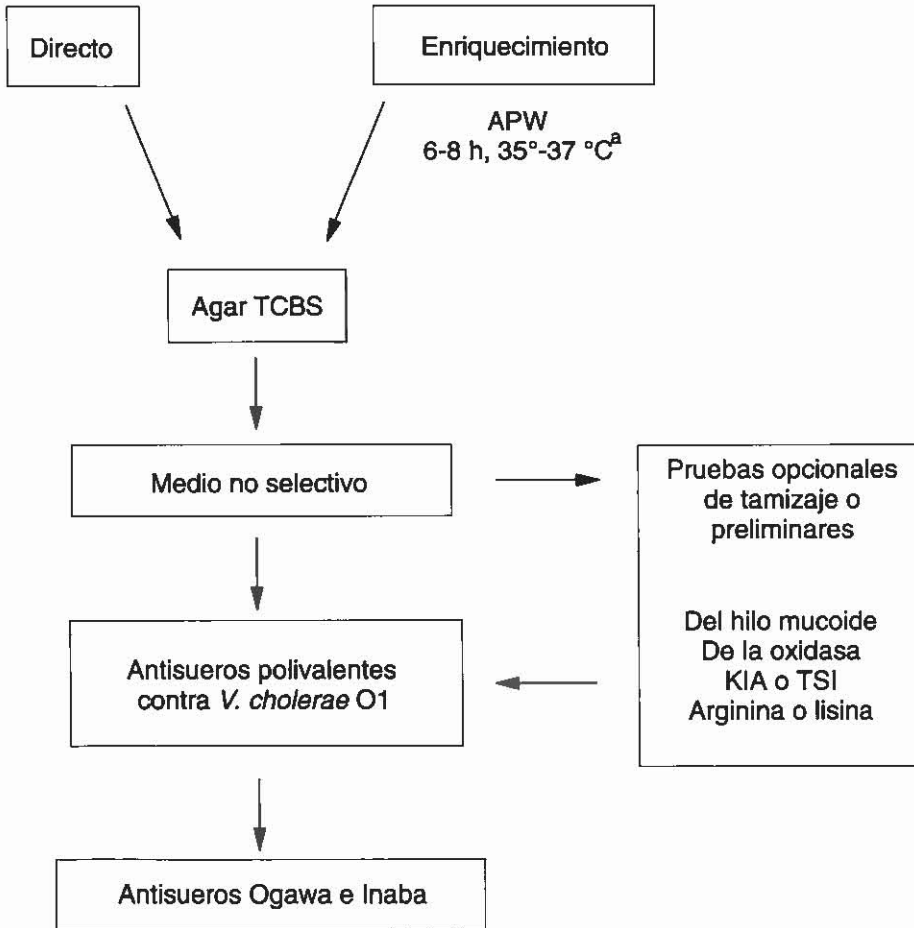 Directo
Enriquecimiento
APW
6-8 h, 35°-37 °Cª
Agar TCBS
Medio no selectivo
Pruebas opcionales
de tamizaje o
preliminares
Del hilo mucoide
De la oxidasa
KIA o TSI
Arginina o lisina
Antisueros polivalentes
contra V. cholerae O1
Antisueros Ogawa e Inaba